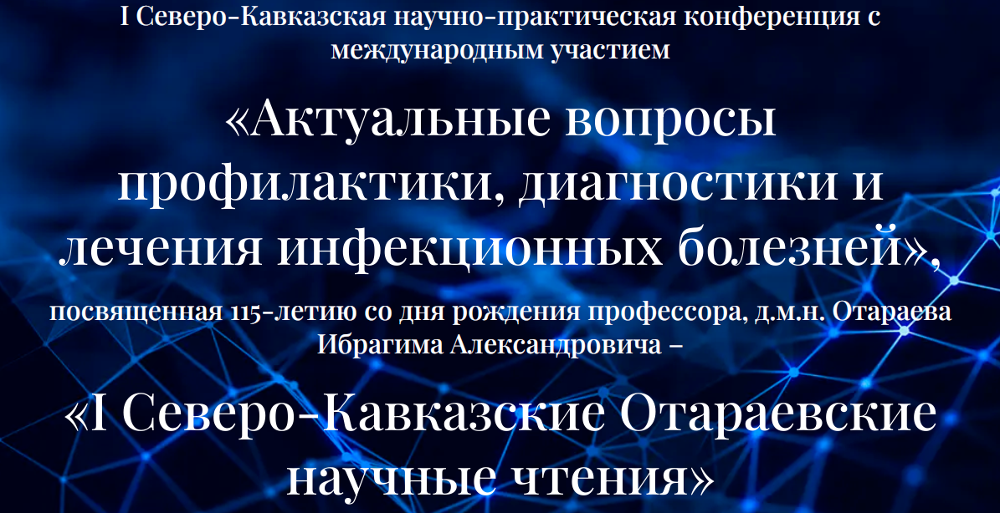 I Северо-Кавказская научно-практическая конференция с
международным участием
«Актуальные вопросы
профилактики, диагностики и
лечения инфекционных болезней»,
посвященная 115-летию со дня рождения профессора, д.м.н. Отараева
Ибрагима Александровича –
«I Северо-Кавказские Отараевские
научные чтения»